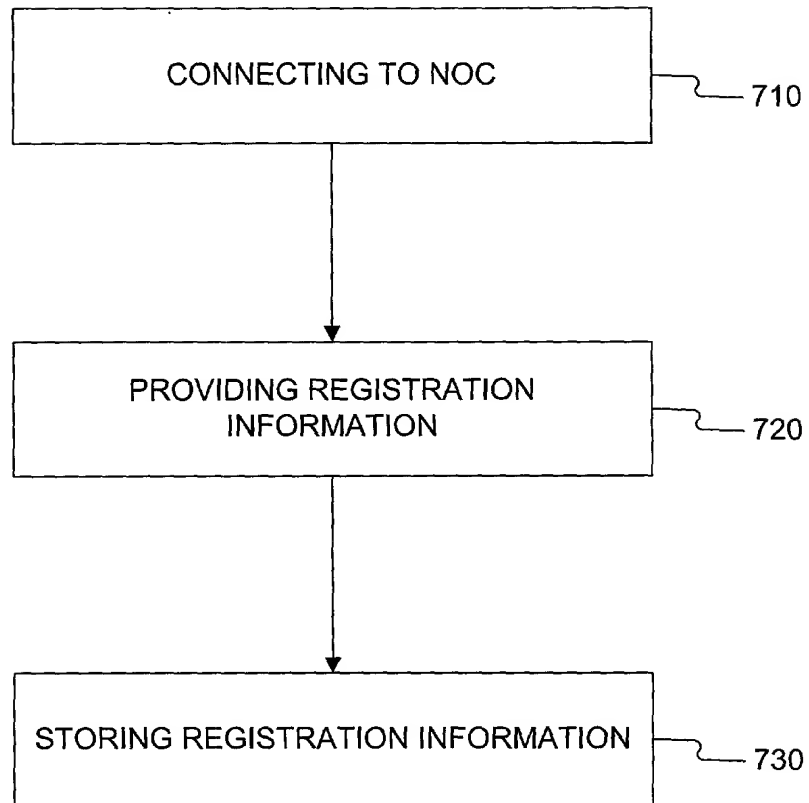 CONNECTING TO NOC
710
PROVIDING REGISTRATION
INFORMATION
720
STORING REGISTRATION INFORMATION
730